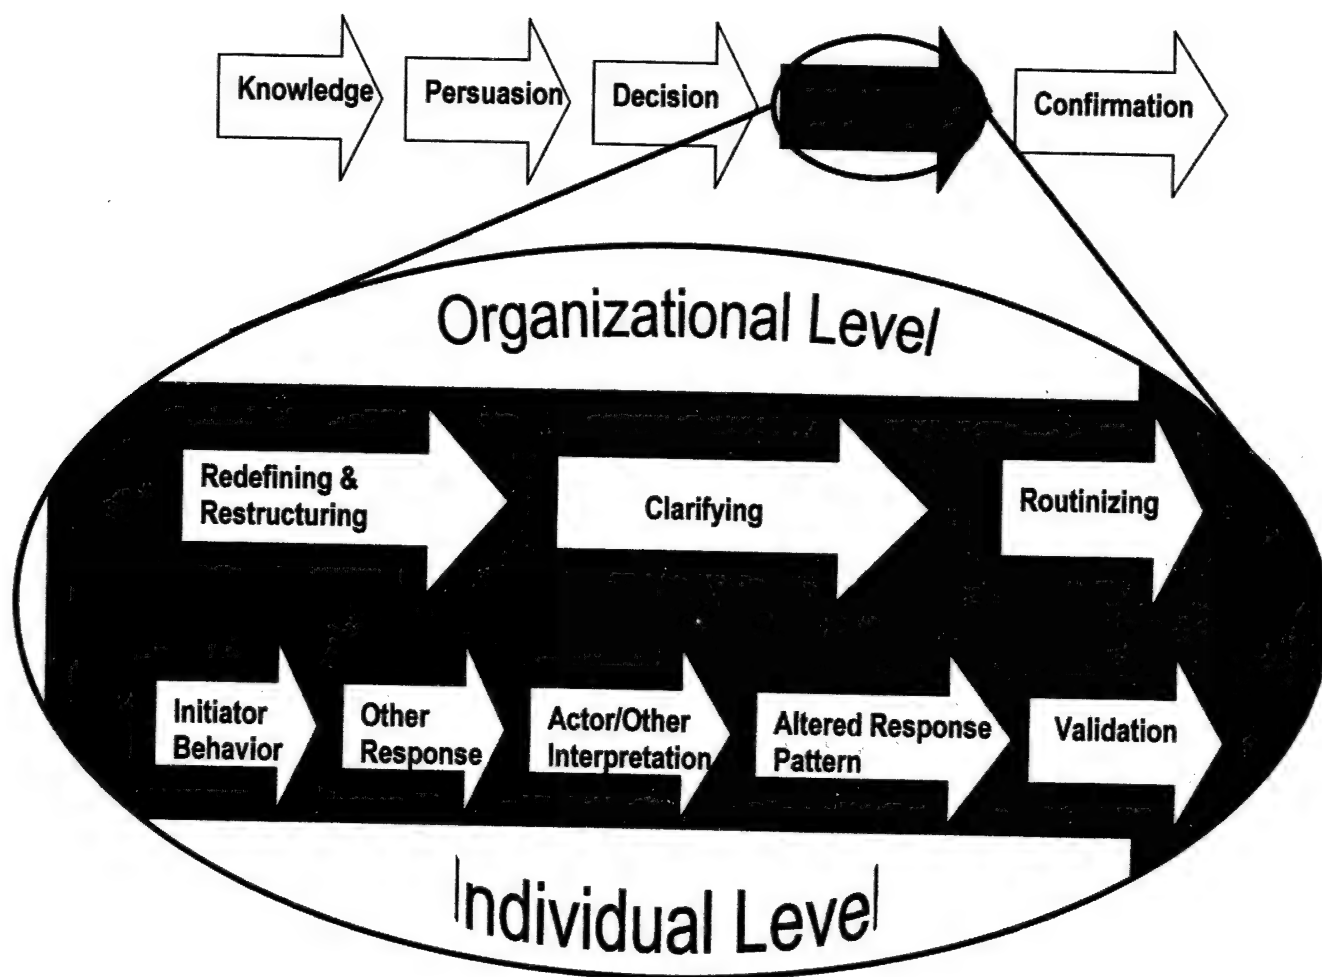 Knowledge
Persuasion
Decision
Confirmation
Organizational Level
Redefining &
Restructuring
Clarifying
Routinizing
Initiator
Behavior
Other
Response
Actor/Other
Interpretation
Altered Response
Pattern
Validation
Individual Level